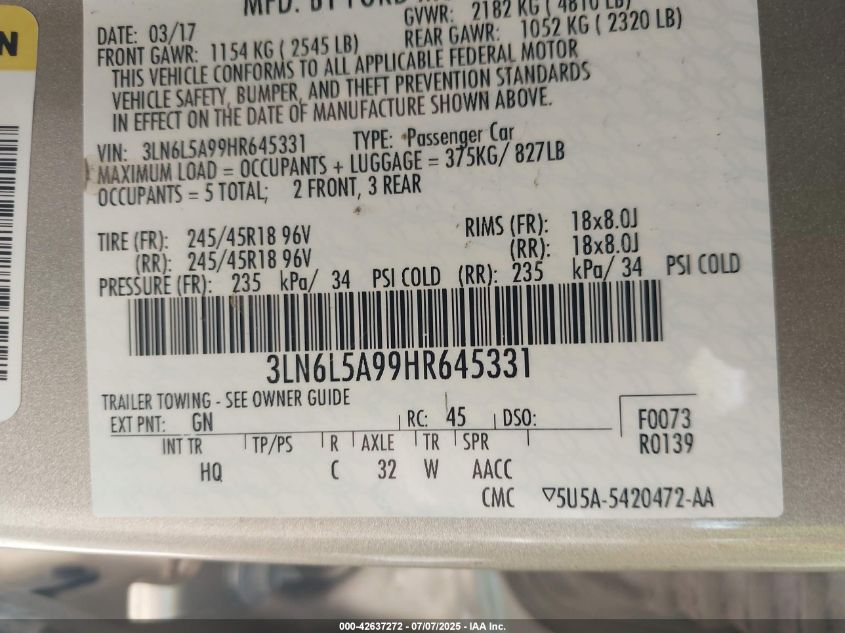 MFD. BY FORD
GVWR: 2182 KG ( 4810 LB)
DATE: 03/17
REAR GAWR: 1052 KG ( 2320 LB)
FRONT GAWR: 1154 KG ( 2545 LB)
THIS VEHICLE CONFORMS TO ALL APPLICABLE FEDERAL MOTOR
VEHICLE SAFETY, BUMPER, AND THEFT PREVENTION STANDARDS
IN EFFECT ON THE DATE OF MANUFACTURE SHOWN ABOVE.
VIN: 3LN6L5A99HR645331 TYPE: Passenger Car
MAXIMUM LOAD = OCCUPANTS + LUGGAGE = 375KG/ 827LB
OCCUPANTS = 5 TOTAL; 2 FRONT, 3 REAR
TIRE (FR): 245/45R18 96V RIMS (FR): 18x8.0J
(RR): 245/45R18 96V (RR): 18x8.0J
PRESSURE (FR): 235 kPa/ 34 PSI COLD (RR): 235 kPa/ 34 PSI COLD
3LN6L5A99HR645331
TRAILER TOWING - SEE OWNER GUIDE
EXT PNT: GN RC: 45 DSO: F0073
INT TR TP/PS R AXLE TR SPR R0139
HQ C 32 W AACC
CMC ▽5U5A-5420472-AA
N
000-42637272 / 07/07/2025 - IAA Inc.